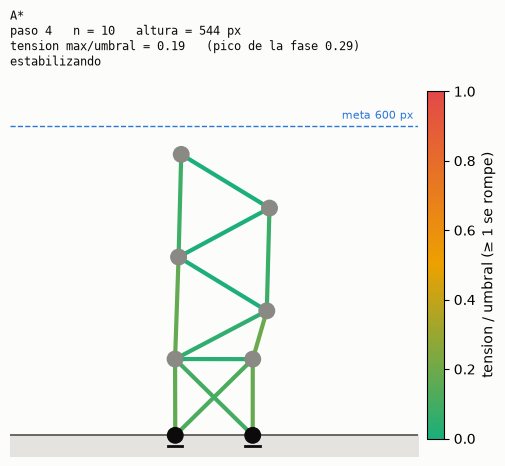 A*
paso 4   n = 10   altura = 544 px
tension max/umbral = 0.19   (pico de la fase 0.29)
estabilizando
meta 600 px
1.0
0.8
0.6
0.4
0.2
0.0
tensión / umbral (≥ 1 se rompe)